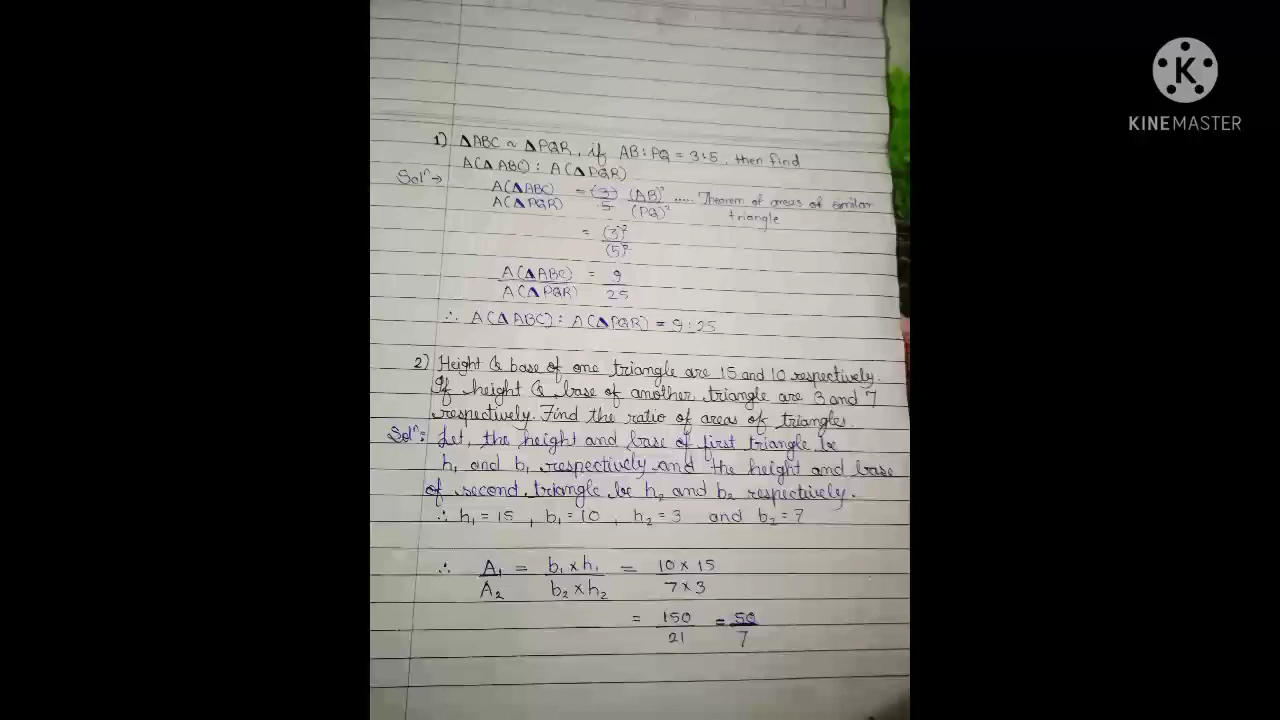 1) ΔABC ~ ΔPQR, if AB:PQ = 3:5, then find
A(ΔABC) : A(ΔPQR)
Solⁿ →
A(ΔABC) / A(ΔPQR) = (AB)² / (PQ)² ..... Theorem of areas of similar
triangle
= (3)² / (5)²
A(ΔABC) / A(ΔPQR) = 9 / 25
∴ A(ΔABC) : A(ΔPQR) = 9:25
2) Height & base of one triangle are 15 and 10 respectively.
If height & base of another triangle are 3 and 7
respectively. Find the ratio of areas of triangles.
Solⁿ: Let, the height and base of first triangle be
h₁ and b₁ respectively and the height and base
of second triangle be h₂ and b₂ respectively.
∴ h₁ = 15, b₁ = 10, h₂ = 3 and b₂ = 7
∴ A₁ / A₂ = b₁ × h₁ / b₂ × h₂ = 10 × 15 / 7 × 3
= 150 / 21 = 50 / 7
K
KINEMASTER